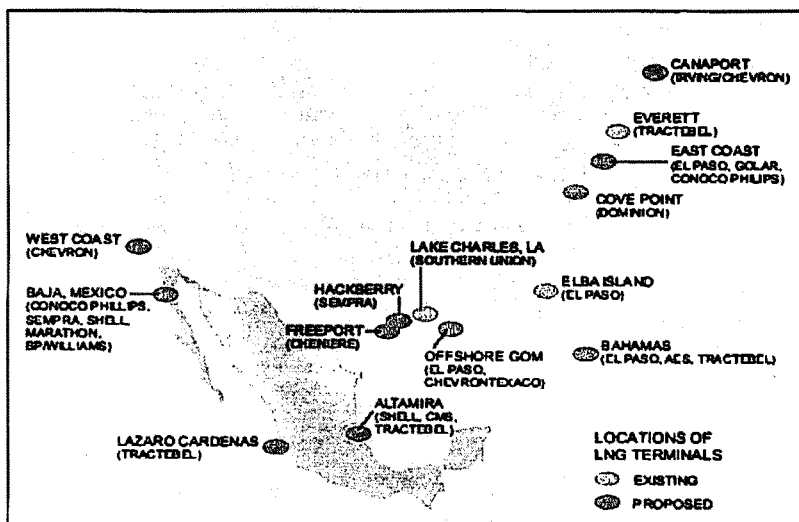 CANAPORT
(IRVING/CHEVRON)
EVERETT
(TRACTEBEL)
EAST COAST
(EL PASO, GOLAR,
CONOCO PHILIPS)
COVE POINT
(DOMINION)
WEST COAST
(CHEVRON)
LAKE CHARLES, LA
(SOUTHERN UNION)
HACKBERRY
(SEMPRA)
ELBA ISLAND
(EL PASO)
BAJA, MEXICO
(CONOCO PHILLIPS,
SEMPRA, SHELL,
MARATHON,
BP/WILLIAMS)
FREEPORT
(CHENIERE)
OFFSHORE GOM
(EL PASO,
CHEVRONTEXACO)
BAHAMAS
(EL PASO, AES, TRACTEBEL)
ALTAMIRA
(SHELL, CMS,
TRACTEBEL)
LAZARO CARDENAS
(TRACTEBEL)
LOCATIONS OF
LNG TERMINALS
EXISTING
PROPOSED